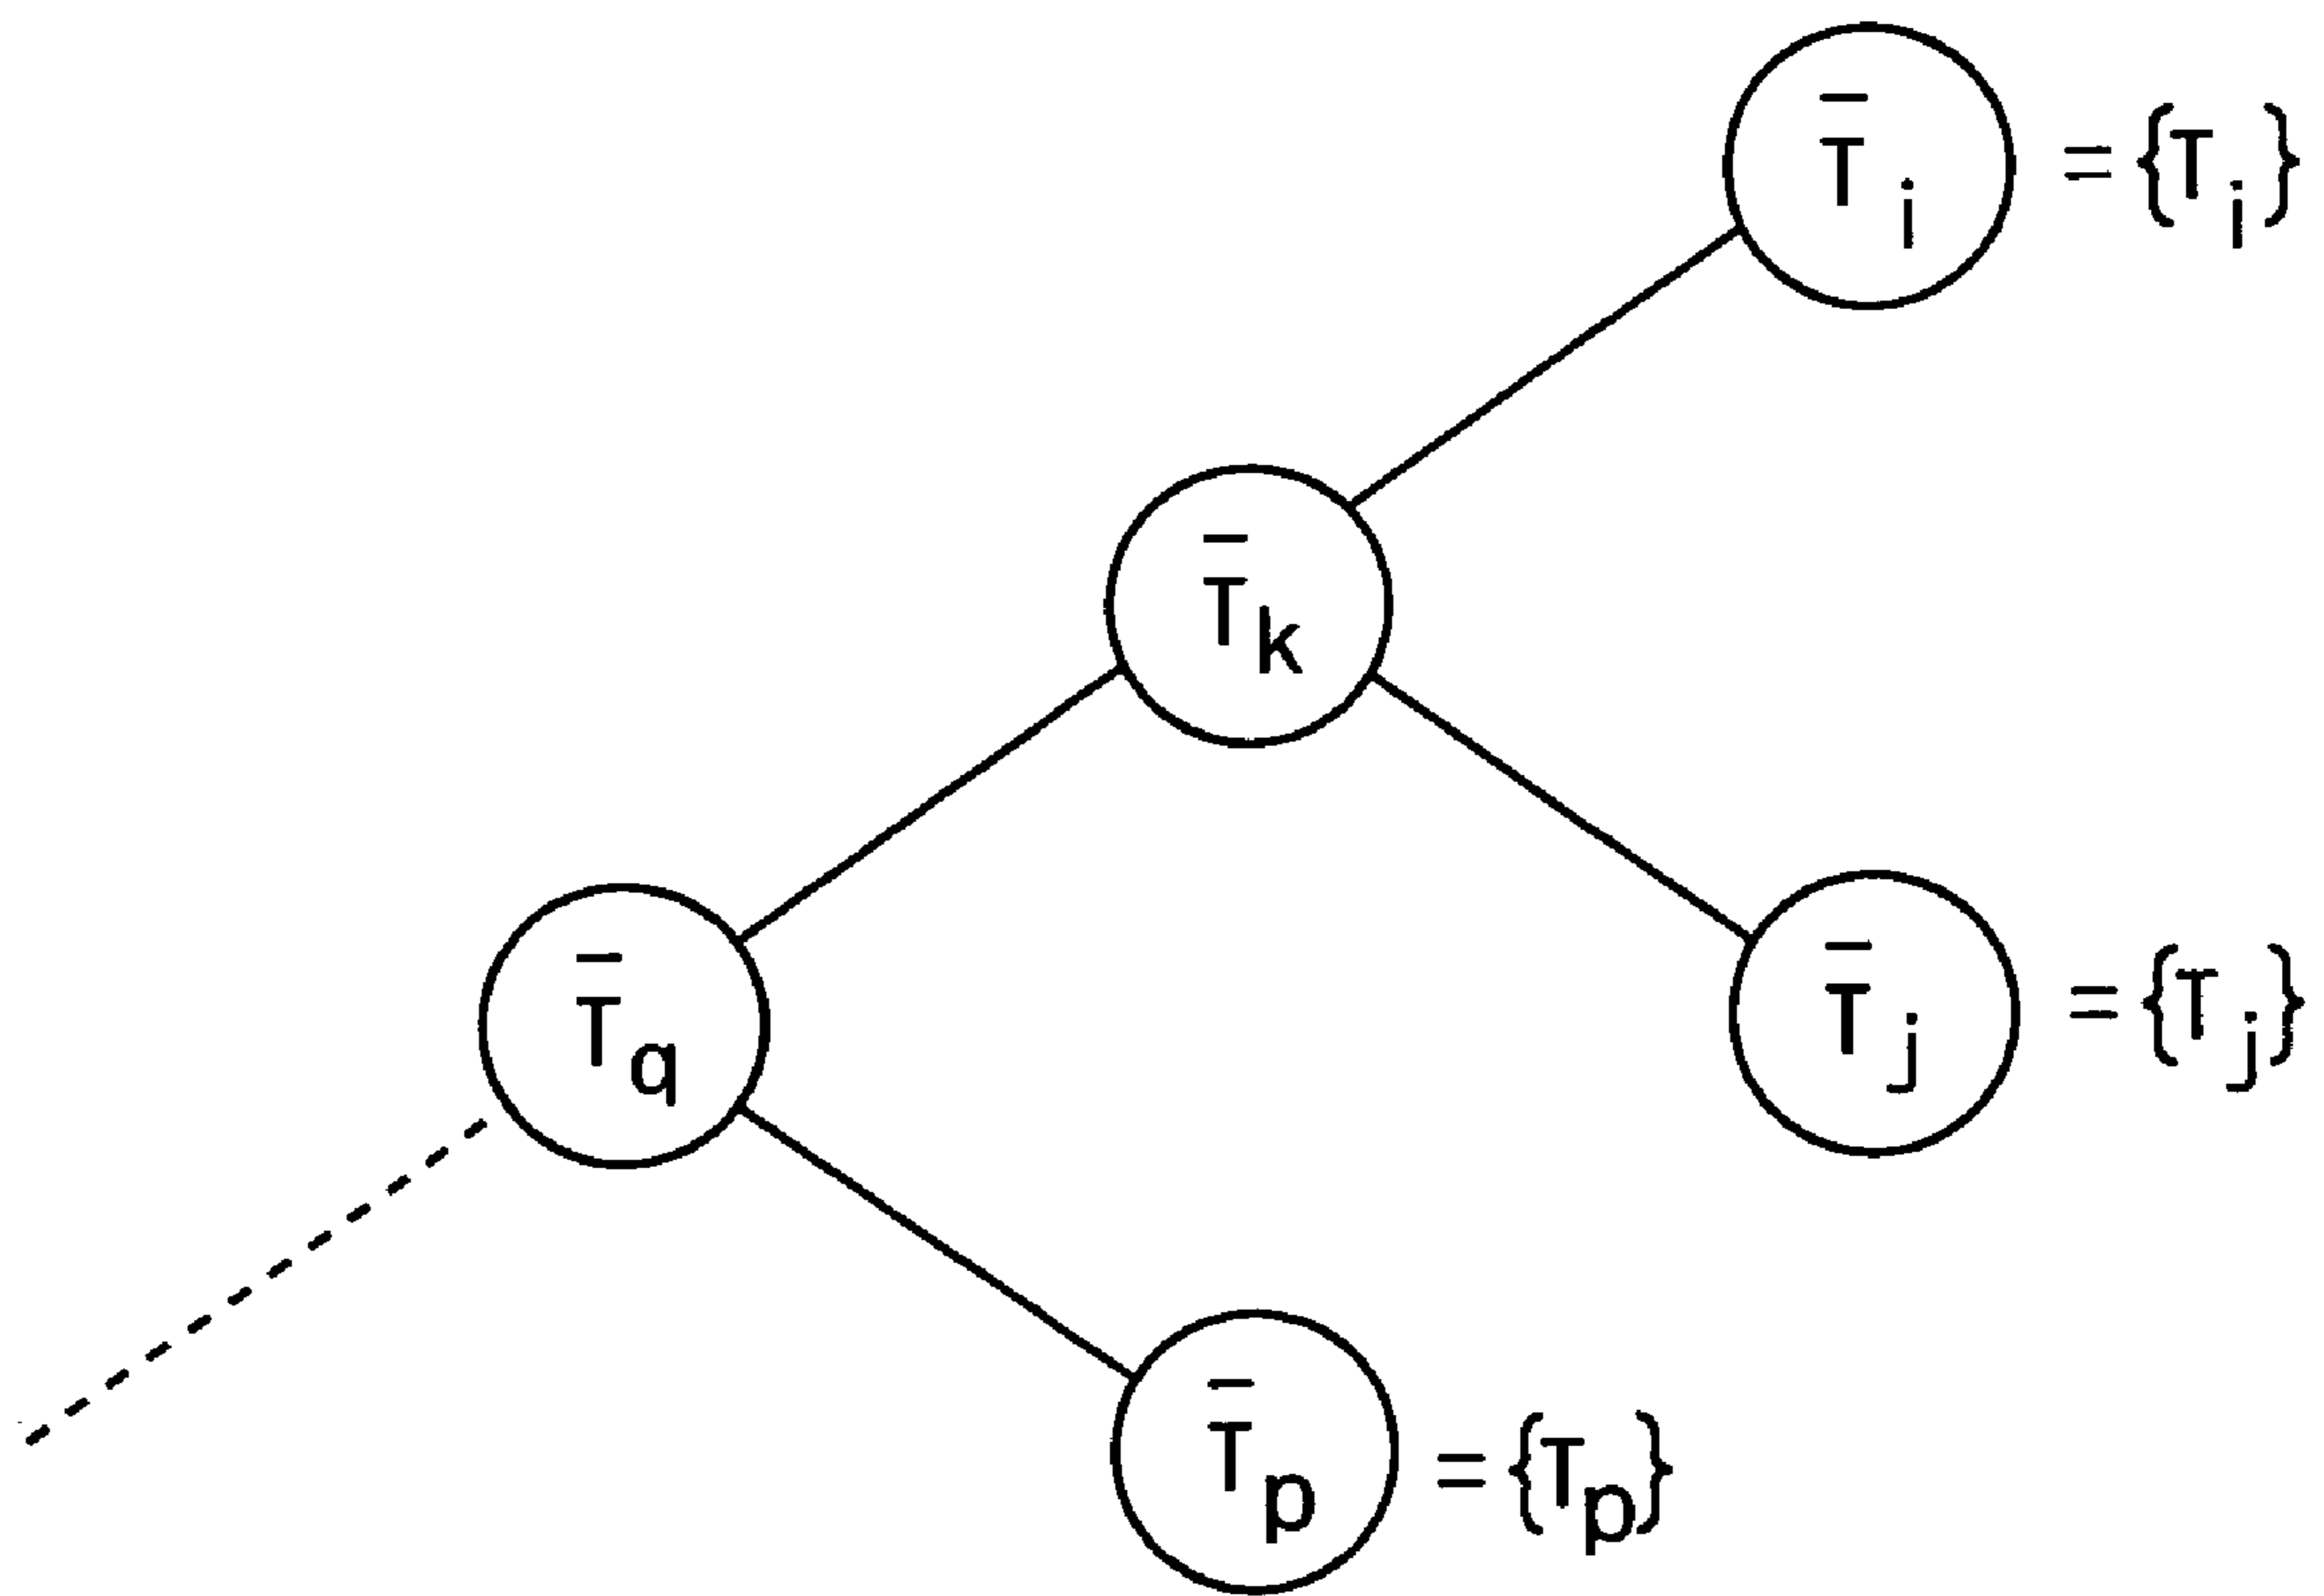 T̄i = {Ti}
T̄k
T̄q
T̄j = {Tj}
T̄p = {Tp}